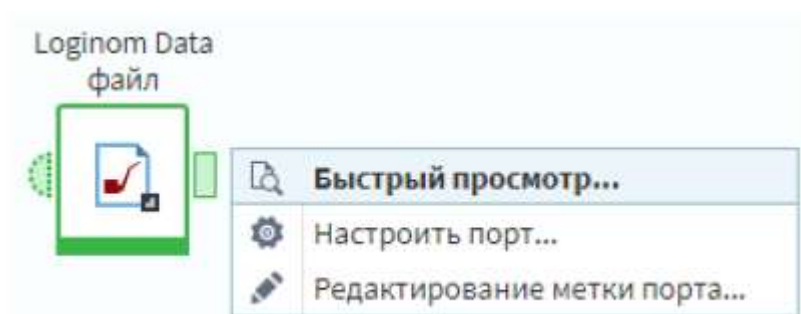 Loginom Data
файл
Быстрый просмотр...
Настроить порт...
Редактирование метки порта...